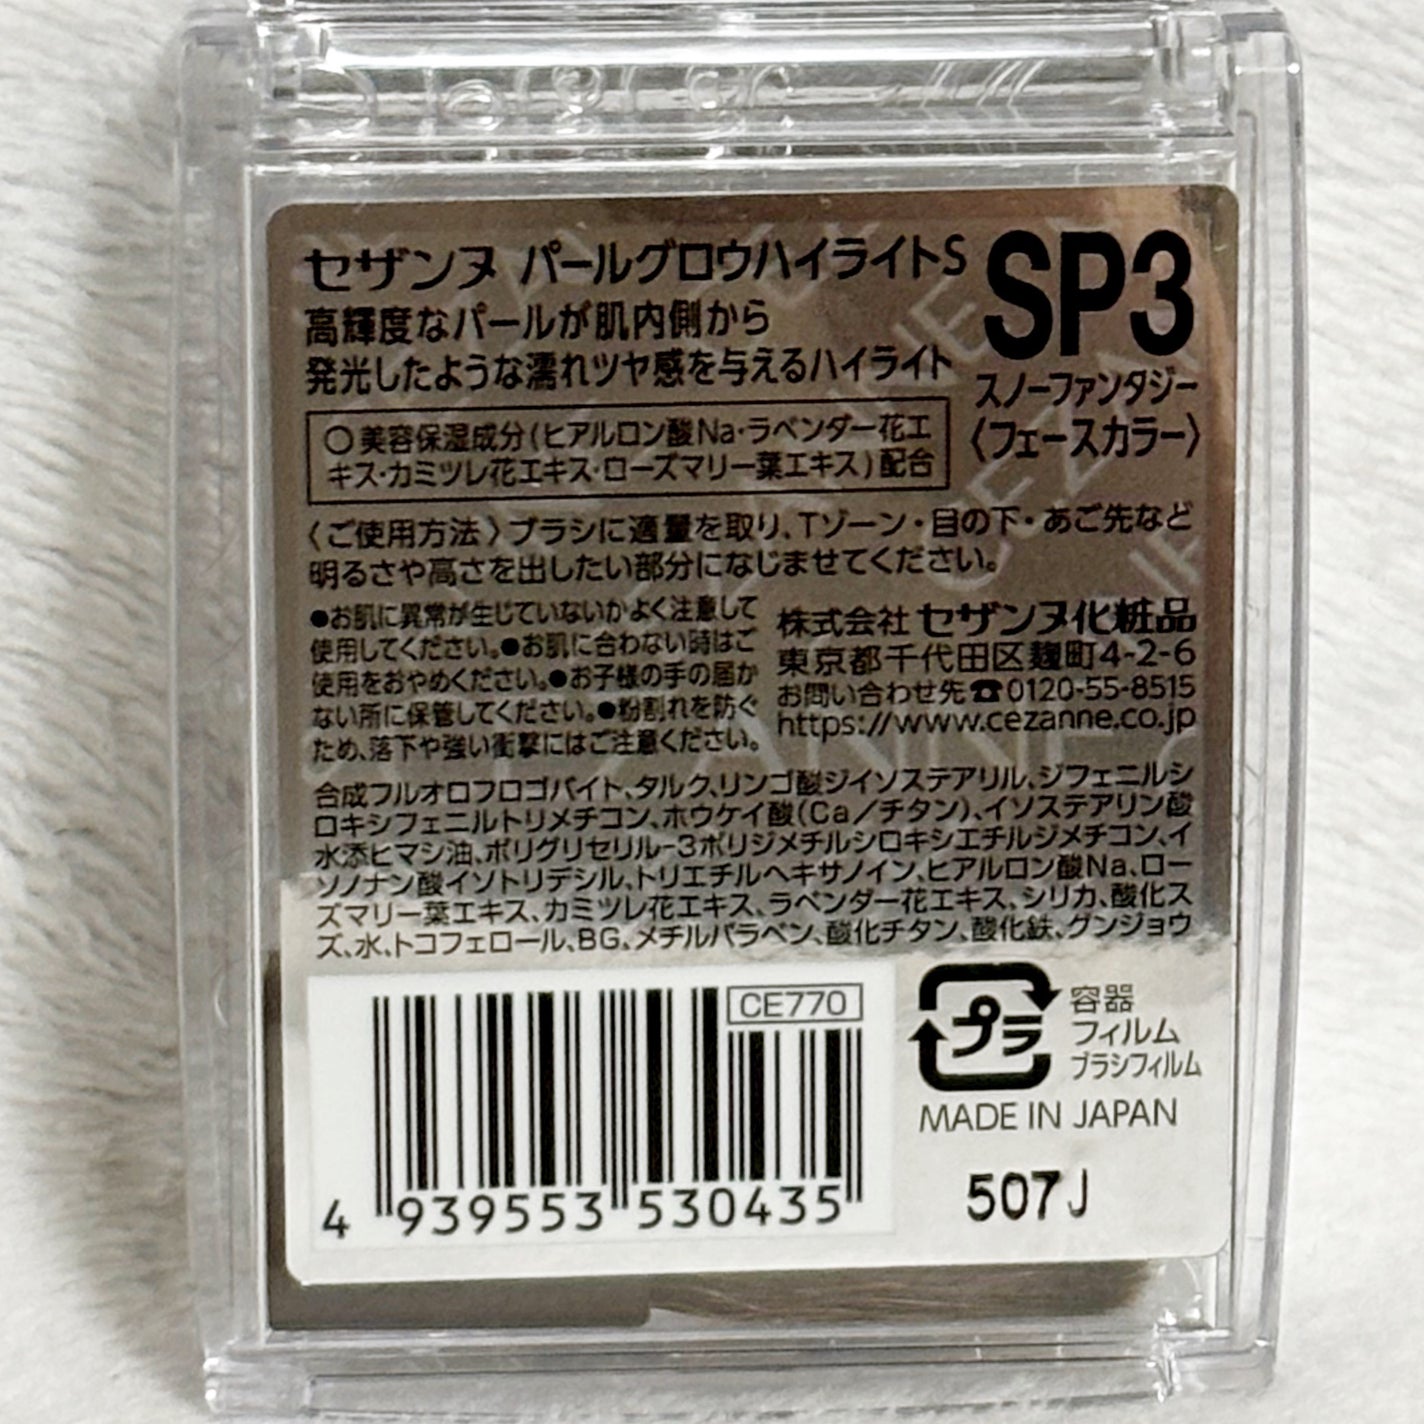 セザンヌ パールグロウハイライトS
SP3
高輝度なパールが肌内側から
発光したような濡れツヤ感を与えるハイライト
スノーファンタジー
〈フェースカラー〉
○美容保湿成分(ヒアルロン酸Na・ラベンダー花エ
キス・カミツレ花エキス・ローズマリー葉エキス)配合
〈ご使用方法〉ブラシに適量を取り、Tゾーン・目の下・あご先など
明るさや高さを出したい部分になじませてください。
●お肌に異常が生じていないかよく注意して
使用してください。●お肌に合わない時はご
使用をおやめください。●お子様の手の届か
ない所に保管してください。●粉割れを防ぐ
ため、落下や強い衝撃にはご注意ください。
株式会社 セザンヌ化粧品
東京都千代田区麹町4-2-6
お問い合わせ先☎0120-55-8515
https://www.cezanne.co.jp
合成フルオロフロゴパイト、タルク、リンゴ酸ジイソステアリル、ジフェニルシ
ロキシフェニルトリメチコン、ホウケイ酸(Ca/チタン)、イソステアリン酸
水添ヒマシ油、ポリグリセリル-3ポリジメチルシロキシエチルジメチコン、イ
ソノナン酸イソトリデシル、トリエチルヘキサノイン、ヒアルロン酸Na、ロー
ズマリー葉エキス、カミツレ花エキス、ラベンダー花エキス、シリカ、酸化ス
ズ、水、トコフェロール、BG、メチルパラベン、酸化チタン、酸化鉄、グンジョウ
CE770
4 939553 530435
プラ
容器
フィルム
ブラシフィルム
MADE IN JAPAN
507J